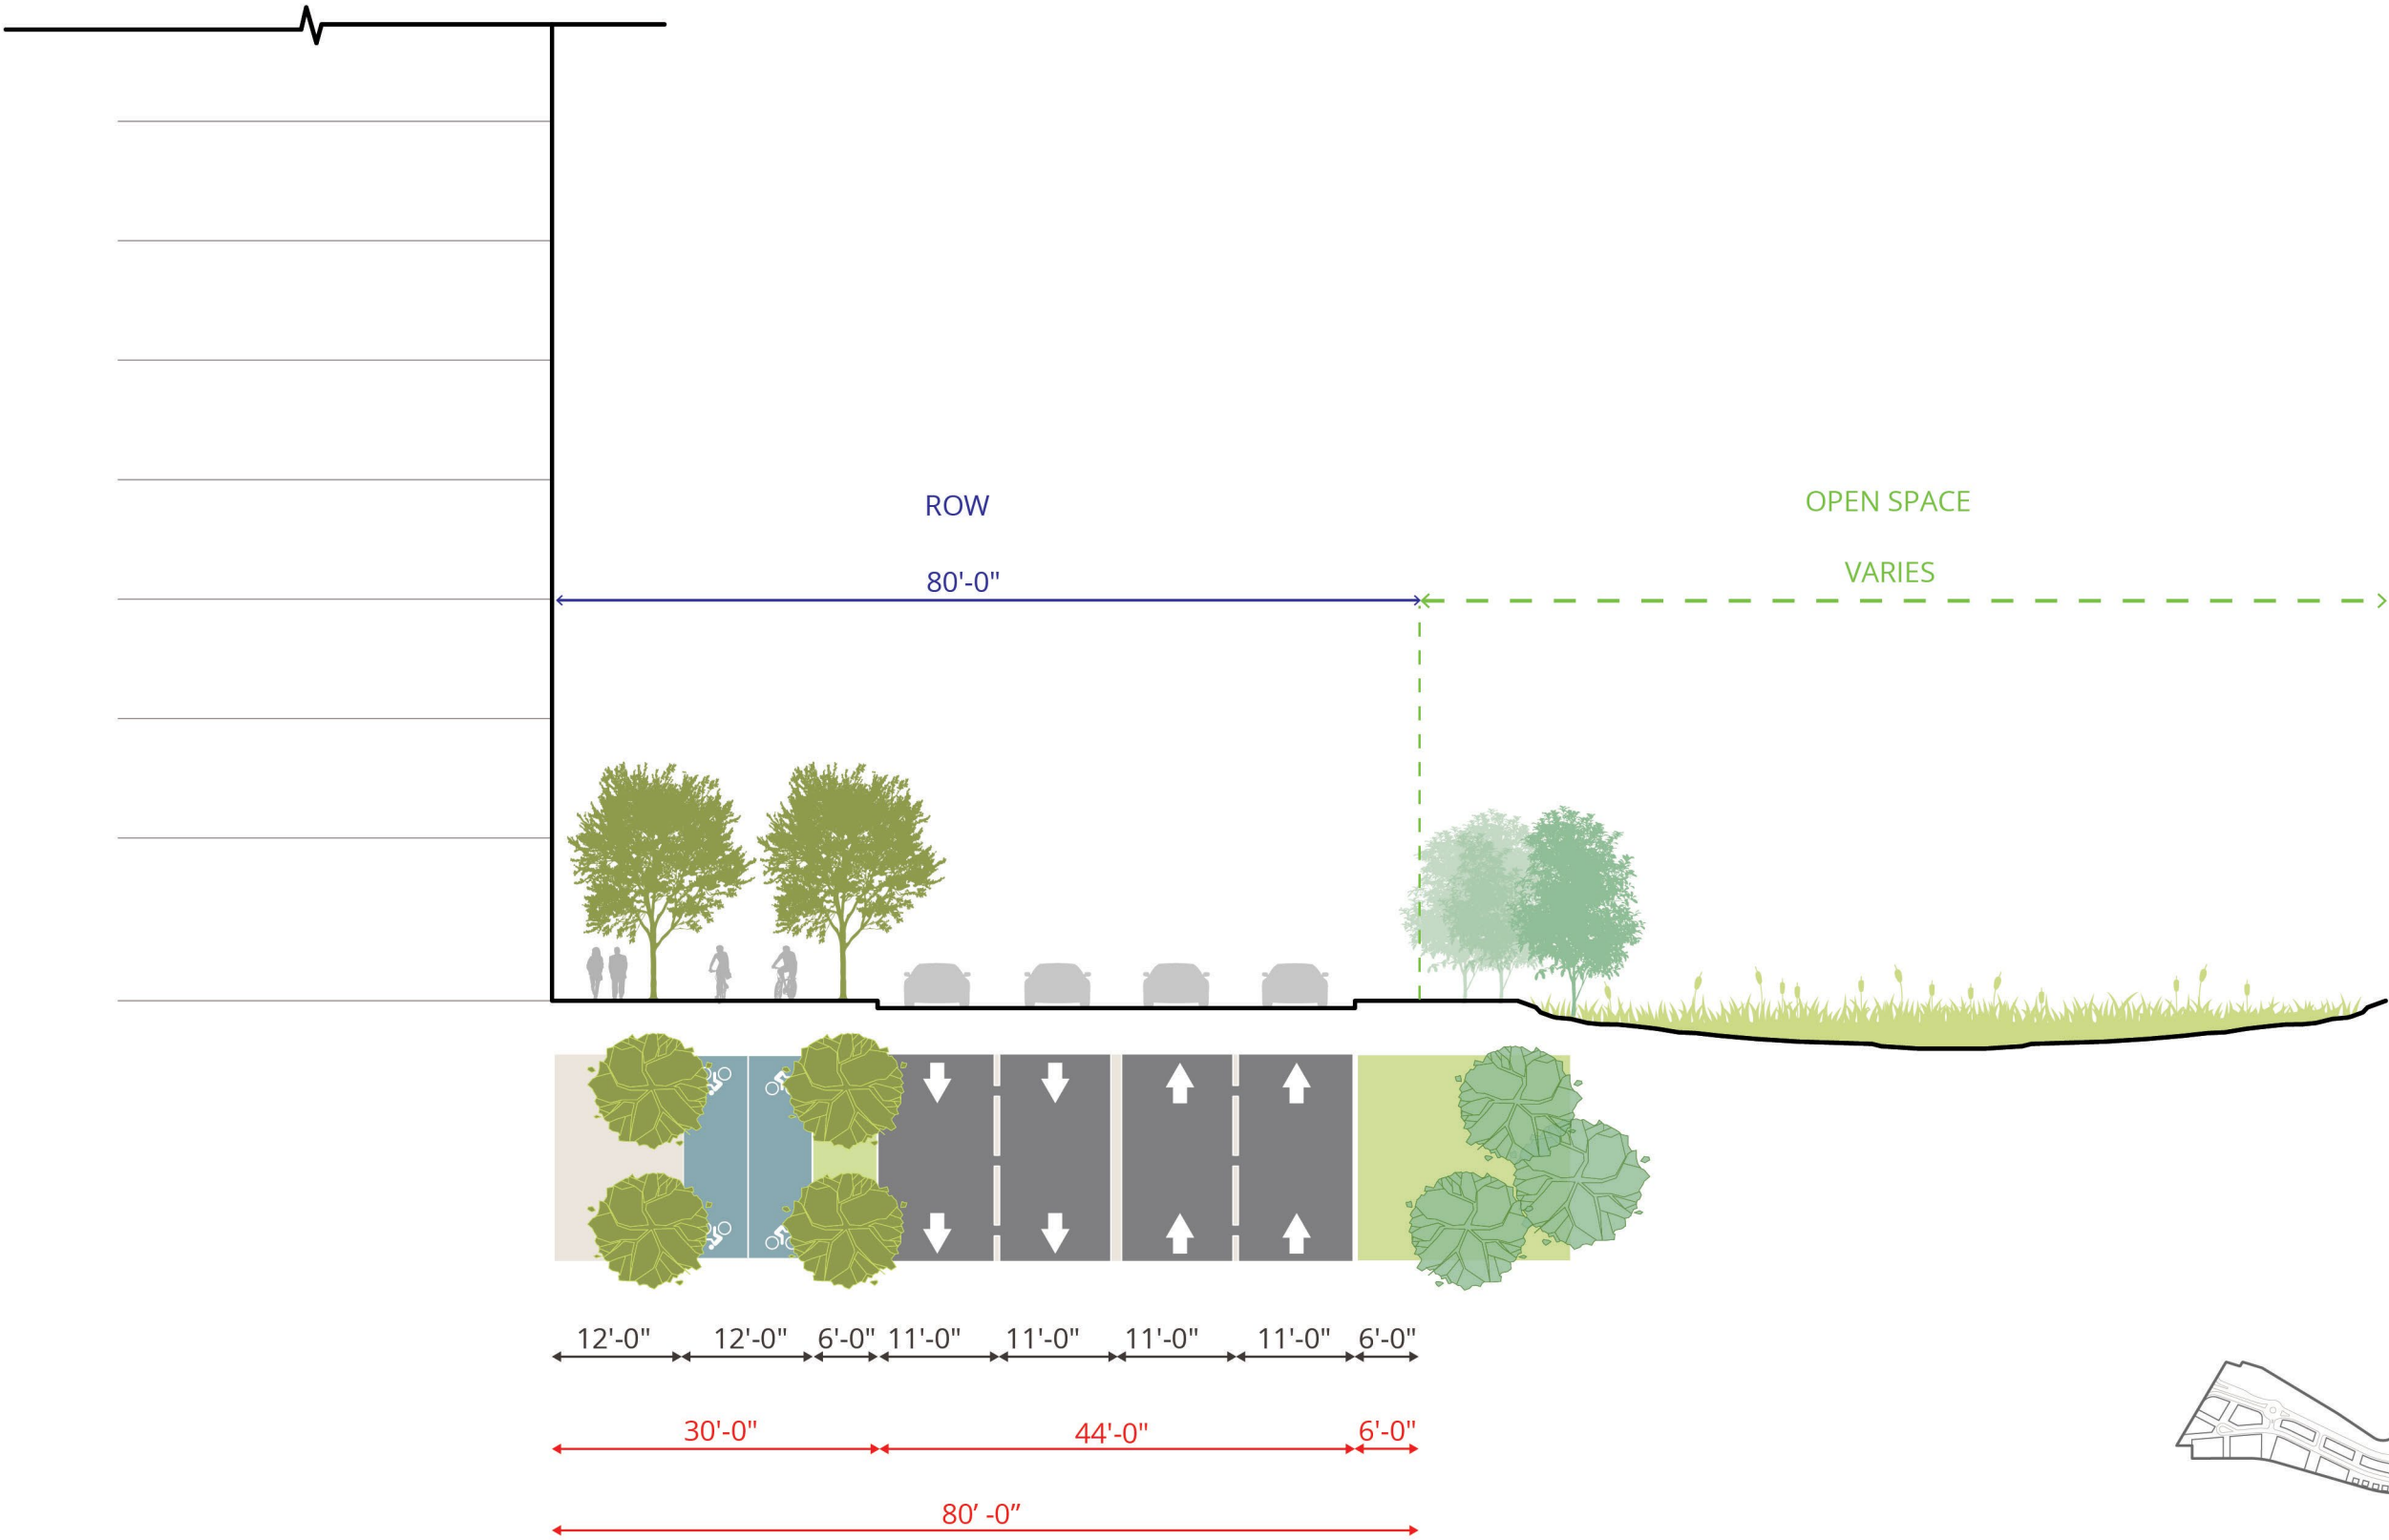 ROW
OPEN SPACE
80'-0"
VARIES
12'-0" 12'-0" 6'-0" 11'-0" 11'-0" 11'-0" 11'-0" 6'-0"
30'-0" 44'-0" 6'-0"
80’ -0”